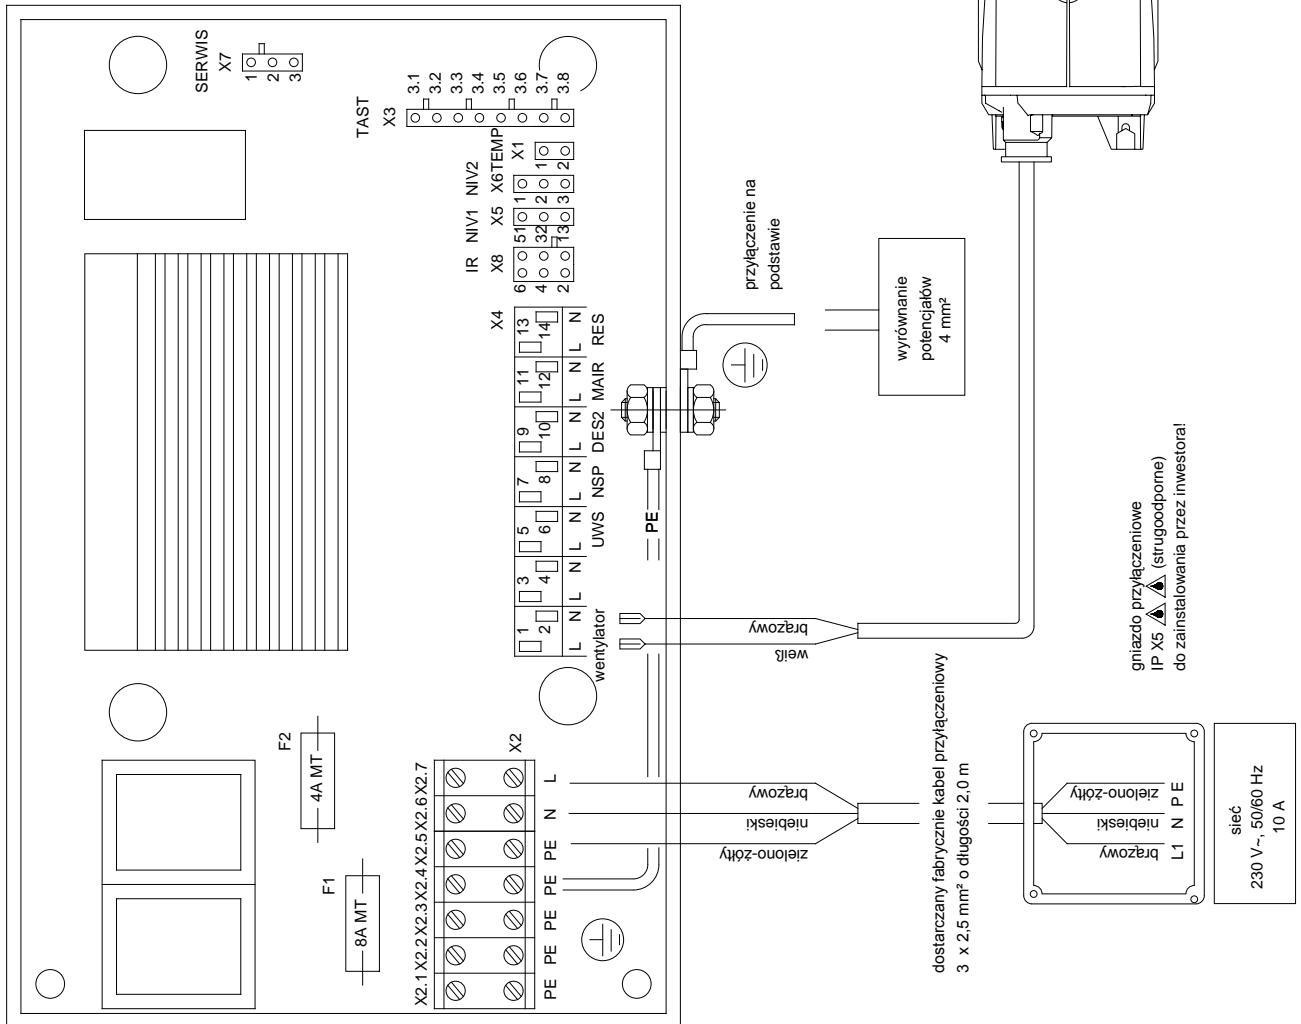 SERWIS
X7
1 2 3
TAST
X3
3.1
3.2
3.3
3.4
3.5
3.6
3.7
3.8
TEMP
X1
1 2
NIV2
X6
1 2 3
NIV1
X5
1 2 3
IR
X8
5 3 1
6 4 2
X4
1 2 3 4 5 6 7 8 9 10 11 12 13 14
L N L N L N L N L N L N L N
wentylator
UWS
NSP
DES2
MAIR
RES
PE
przyłączenie na
podstawie
wyrównanie
potencjałów
4 mm²
brązowy
weiß
F1
8A MT
F2
4A MT
X2.1 X2.2 X2.3 X2.4 X2.5 X2.6 X2.7
X2
PE PE PE PE PE N L
brązowy
niebieski
zielono-żółty
dostarczany fabrycznie kabel przyłączeniowy
3 x 2,5 mm² o długości 2,0 m
gniazdo przyłączeniowe
IP X5 (strugoodporne)
do zainstalowania przez inwestora!
brązowy
niebieski
zielono-żółty
L1 N PE
sieć
230 V~, 50/60 Hz
10 A